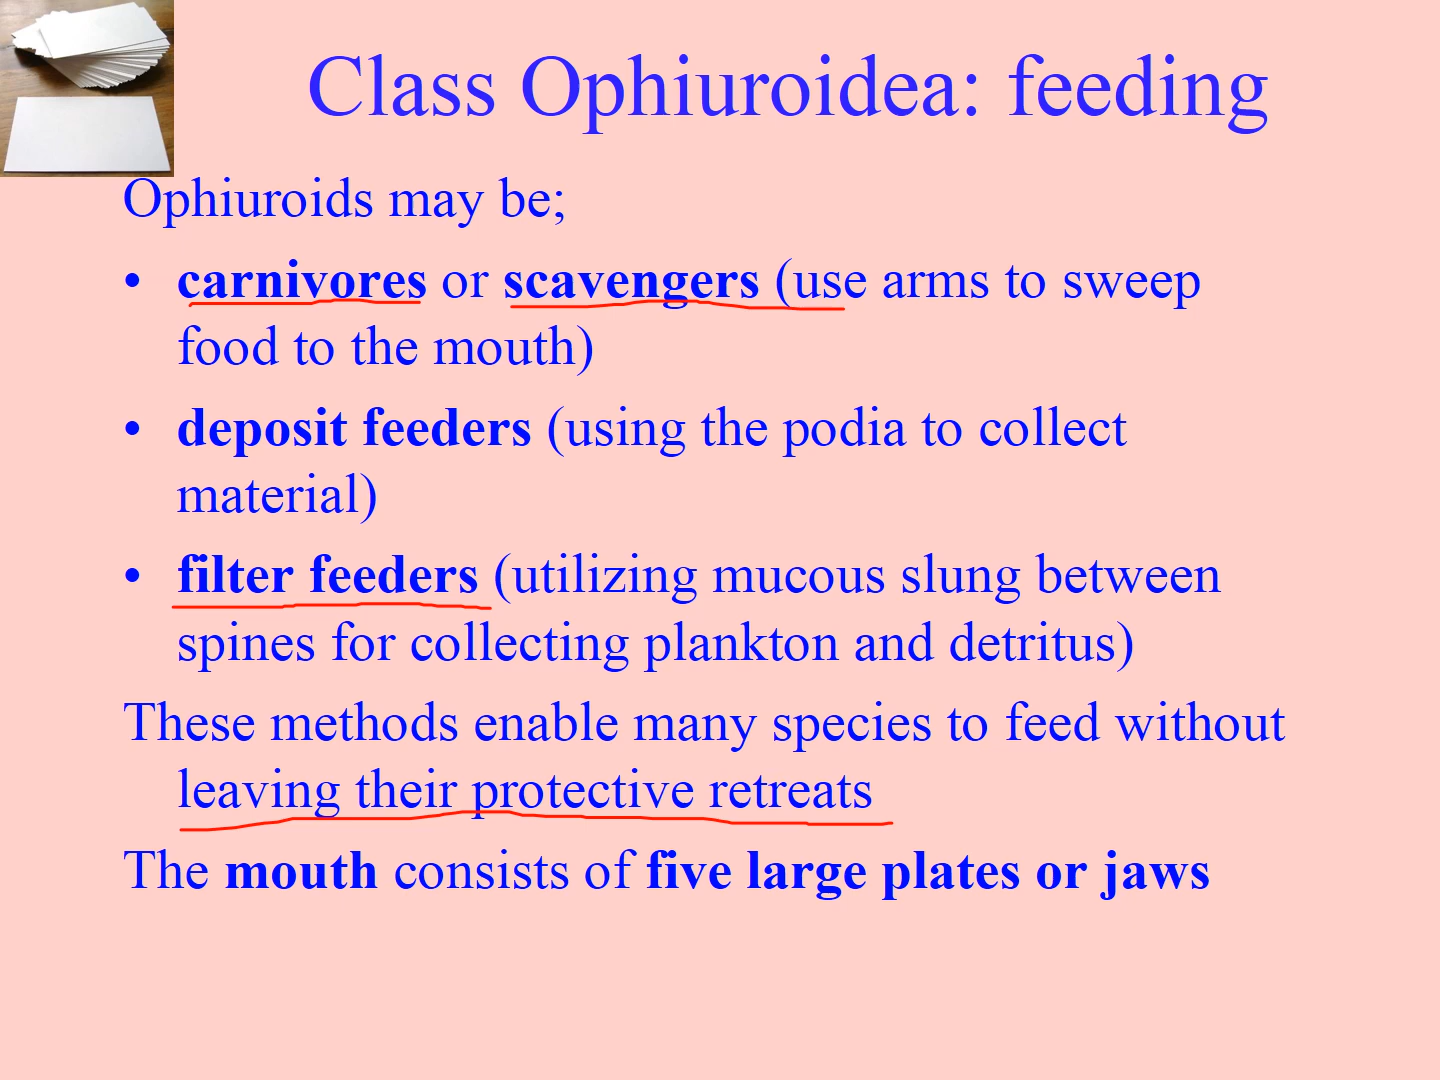 Class Ophiuroidea: feeding
Ophiuroids may be;
• carnivores or scavengers (use arms to sweep
food to the mouth)
• deposit feeders (using the podia to collect
material)
• filter feeders (utilizing mucous slung between
spines for collecting plankton and detritus)
These methods enable many species to feed without
leaving their protective retreats
The mouth consists of five large plates or jaws